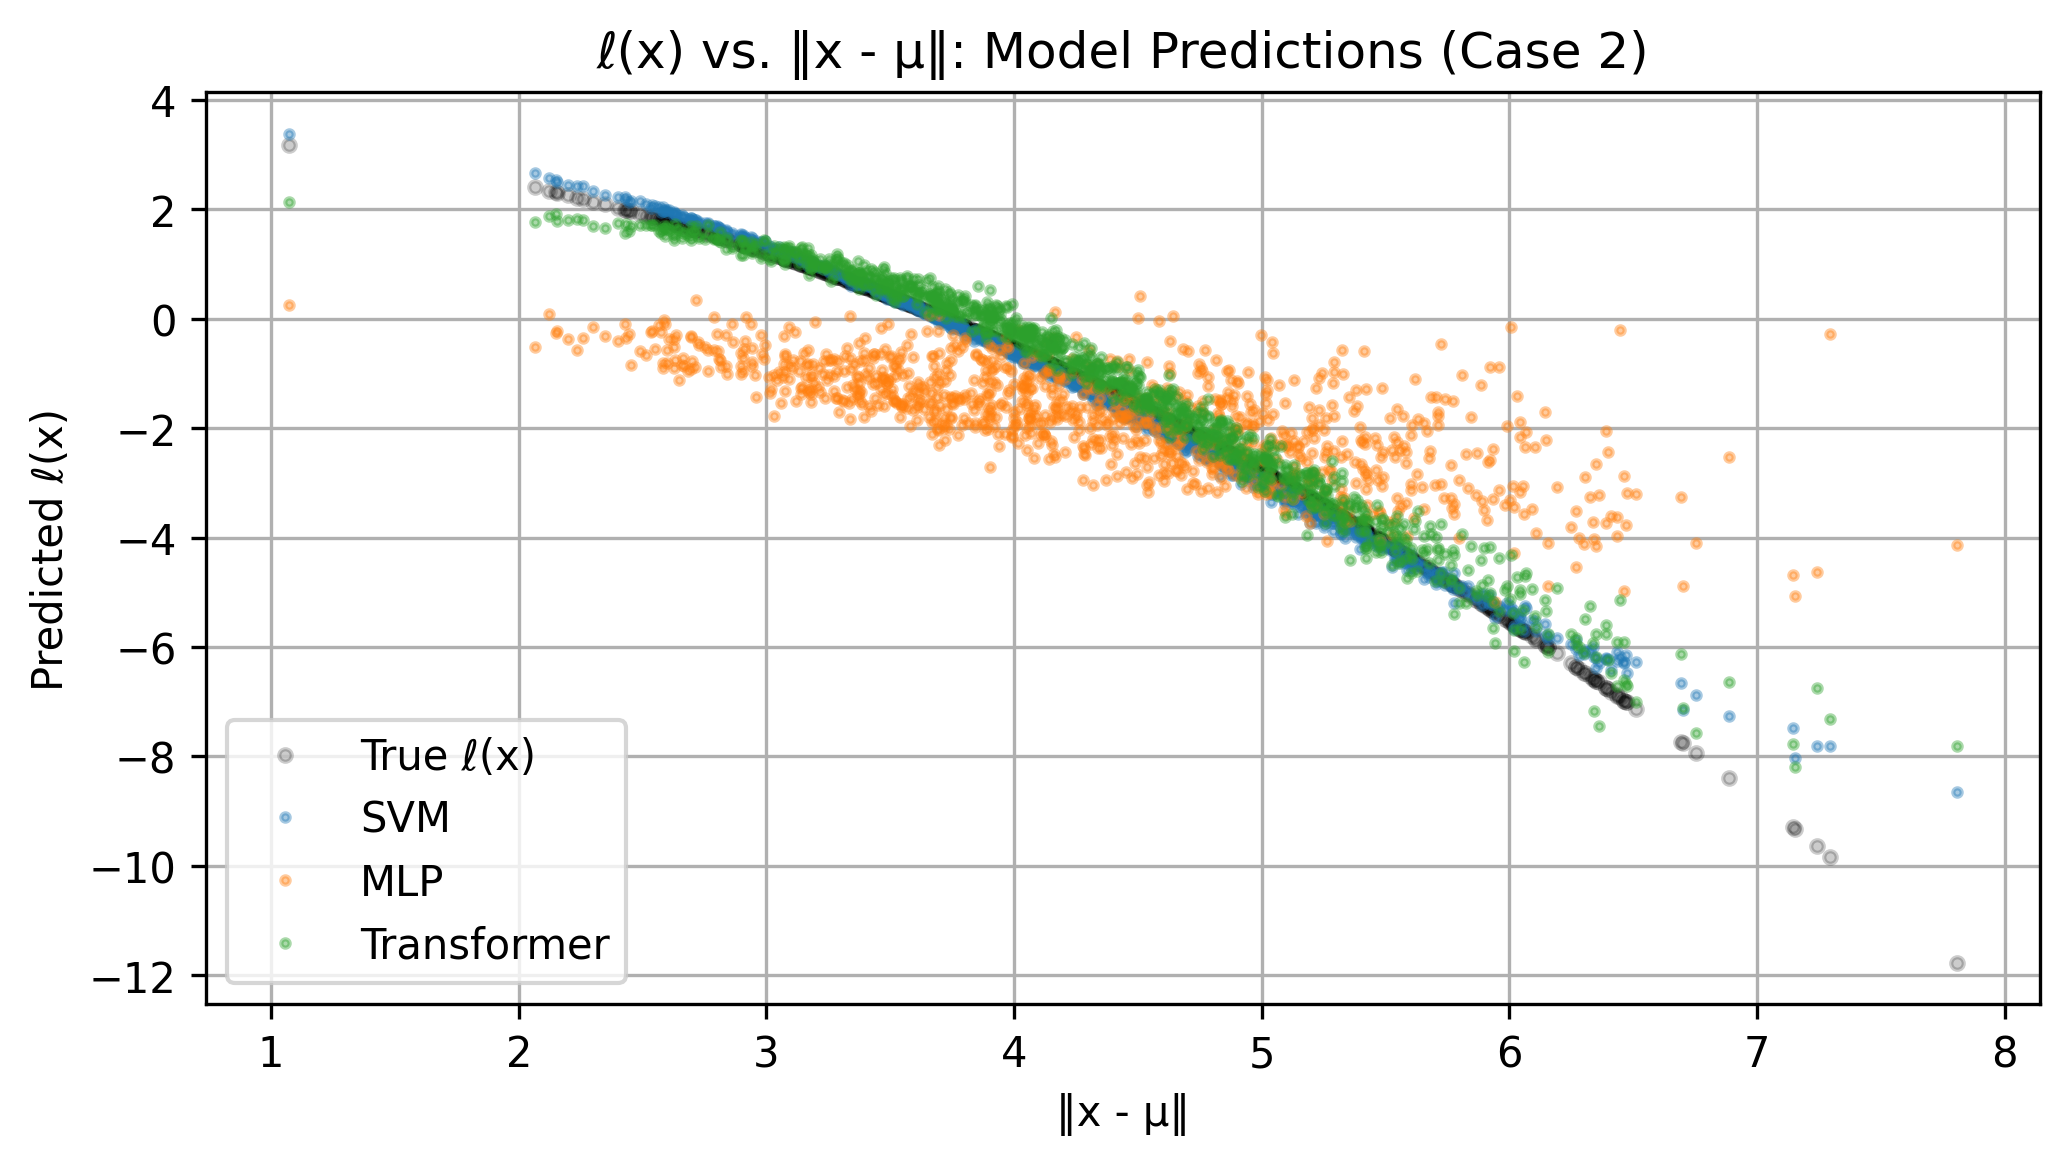 ℓ(x) vs. ‖x - μ‖: Model Predictions (Case 2)
4
2
0
−2
−4
−6
−8
−10
−12
Predicted ℓ(x)
True ℓ(x)
SVM
MLP
Transformer
1 2 3 4 5 6 7 8
‖x - μ‖